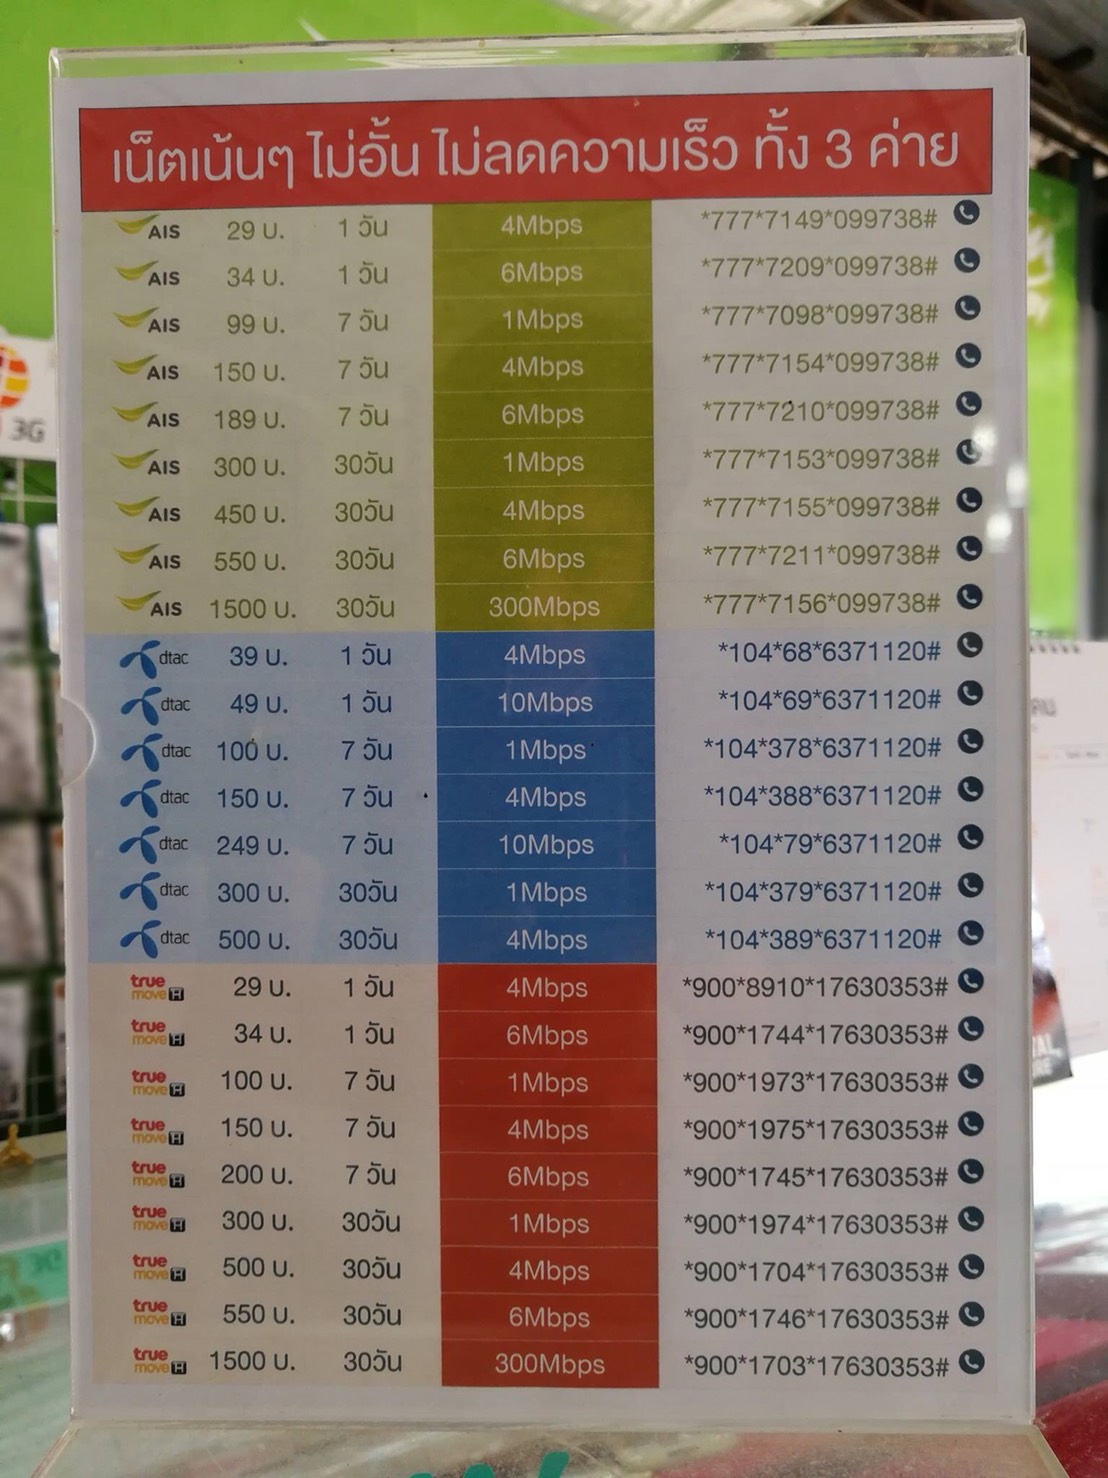 เน็ตเน้นๆ ไม่อั้น ไม่ลดความเร็ว ทั้ง 3 ค่าย
AIS 29 บ. 1 วัน 4Mbps *777*7149*099738#
AIS 34 บ. 1 วัน 6Mbps *777*7209*099738#
AIS 99 บ. 7 วัน 1Mbps *777*7098*099738#
AIS 150 บ. 7 วัน 4Mbps *777*7154*099738#
AIS 189 บ. 7 วัน 6Mbps *777*7210*099738#
AIS 300 บ. 30วัน 1Mbps *777*7153*099738#
AIS 450 บ. 30วัน 4Mbps *777*7155*099738#
AIS 550 บ. 30วัน 6Mbps *777*7211*099738#
AIS 1500 บ. 30วัน 300Mbps *777*7156*099738#
dtac 39 บ. 1 วัน 4Mbps *104*68*6371120#
dtac 49 บ. 1 วัน 10Mbps *104*69*6371120#
dtac 100 บ. 7 วัน 1Mbps *104*378*6371120#
dtac 150 บ. 7 วัน 4Mbps *104*388*6371120#
dtac 249 บ. 7 วัน 10Mbps *104*79*6371120#
dtac 300 บ. 30วัน 1Mbps *104*379*6371120#
dtac 500 บ. 30วัน 4Mbps *104*389*6371120#
true move H 29 บ. 1 วัน 4Mbps *900*8910*17630353#
true move H 34 บ. 1 วัน 6Mbps *900*1744*17630353#
true move H 100 บ. 7 วัน 1Mbps *900*1973*17630353#
true move H 150 บ. 7 วัน 4Mbps *900*1975*17630353#
true move H 200 บ. 7 วัน 6Mbps *900*1745*17630353#
true move H 300 บ. 30วัน 1Mbps *900*1974*17630353#
true move H 500 บ. 30วัน 4Mbps *900*1704*17630353#
true move H 550 บ. 30วัน 6Mbps *900*1746*17630353#
true move H 1500 บ. 30วัน 300Mbps *900*1703*17630353#
3G